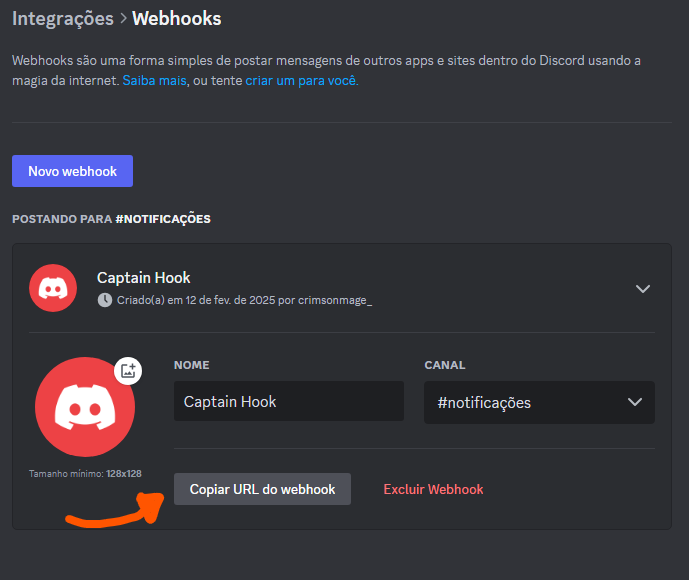 Integrações > Webhooks
Webhooks são uma forma simples de postar mensagens de outros apps e sites dentro do Discord usando a
magia da internet. Saiba mais, ou tente criar um para você.
Novo webhook
POSTANDO PARA #NOTIFICAÇÕES
Captain Hook
Criado(a) em 12 de fev. de 2025 por crimsonmage_
NOME
CANAL
Captain Hook
#notificações
Tamanho mínimo: 128x128
Copiar URL do webhook
Excluir Webhook